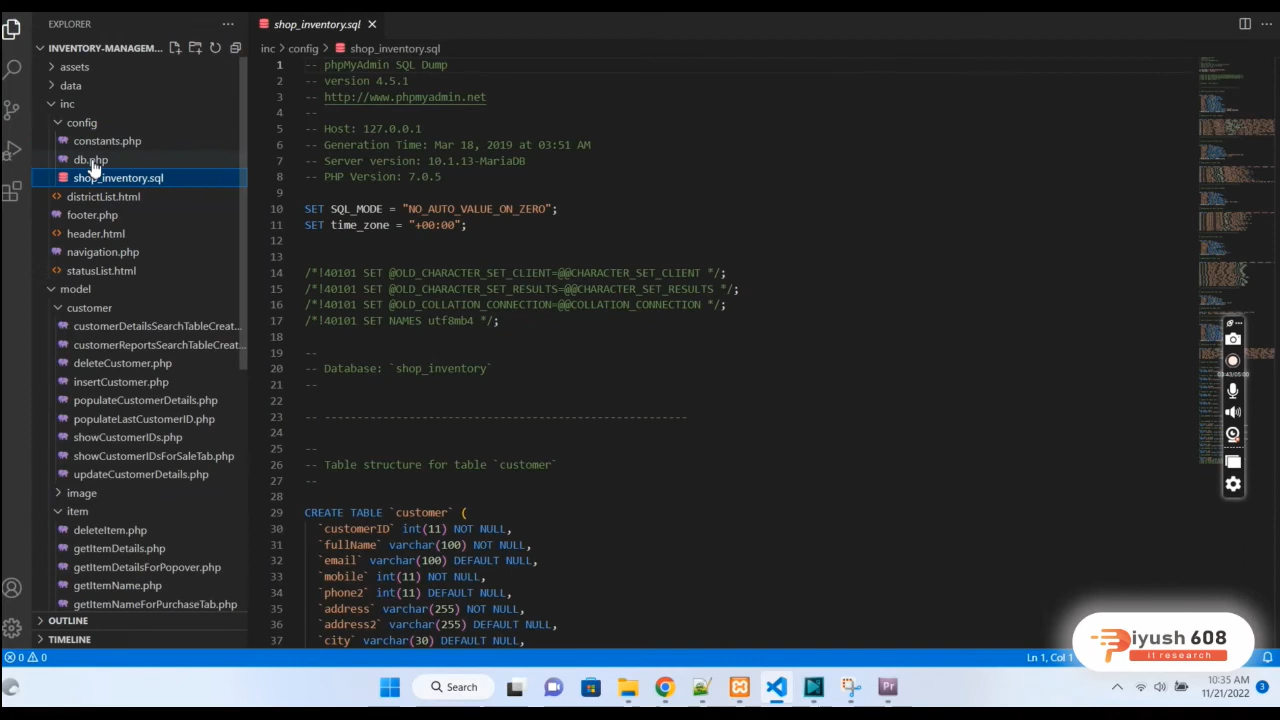 EXPLORER
INVENTORY-MANAGEM...
assets
data
inc
config
constants.php
db.php
shop_inventory.sql
districtList.html
footer.php
header.html
navigation.php
statusList.html
model
customer
customerDetailsSearchTableCreat...
customerReportsSearchTableCreat...
deleteCustomer.php
insertCustomer.php
populateCustomerDetails.php
populateLastCustomerID.php
showCustomerIDs.php
showCustomerIDsForSaleTab.php
updateCustomerDetails.php
image
item
deleteItem.php
getItemDetails.php
getItemDetailsForPopover.php
getItemName.php
getItemNameForPurchaseTab.php
OUTLINE
TIMELINE
shop_inventory.sql
inc > config > shop_inventory.sql
1 -- phpMyAdmin SQL Dump
2 -- version 4.5.1
3 -- http://www.phpmyadmin.net
4 --
5 -- Host: 127.0.0.1
6 -- Generation Time: Mar 18, 2019 at 03:51 AM
7 -- Server version: 10.1.13-MariaDB
8 -- PHP Version: 7.0.5
9
10 SET SQL_MODE = "NO_AUTO_VALUE_ON_ZERO";
11 SET time_zone = "+00:00";
12
13
14 /*!40101 SET @OLD_CHARACTER_SET_CLIENT=@@CHARACTER_SET_CLIENT */;
15 /*!40101 SET @OLD_CHARACTER_SET_RESULTS=@@CHARACTER_SET_RESULTS */;
16 /*!40101 SET @OLD_COLLATION_CONNECTION=@@COLLATION_CONNECTION */;
17 /*!40101 SET NAMES utf8mb4 */;
18
19 --
20 -- Database: `shop_inventory`
21 --
22
23 -- --------------------------------------------------------
24
25 --
26 -- Table structure for table `customer`
27 --
28
29 CREATE TABLE `customer` (
30 `customerID` int(11) NOT NULL,
31 `fullName` varchar(100) NOT NULL,
32 `email` varchar(100) DEFAULT NULL,
33 `mobile` int(11) NOT NULL,
34 `phone2` int(11) DEFAULT NULL,
35 `address` varchar(255) NOT NULL,
36 `address2` varchar(255) DEFAULT NULL,
37 `city` varchar(30) DEFAULT NULL,
03:43/05:00
Piyush 608
it research
0 0
Ln 1, Col 1
Search
Pr
10:35 AM
11/21/2022
3